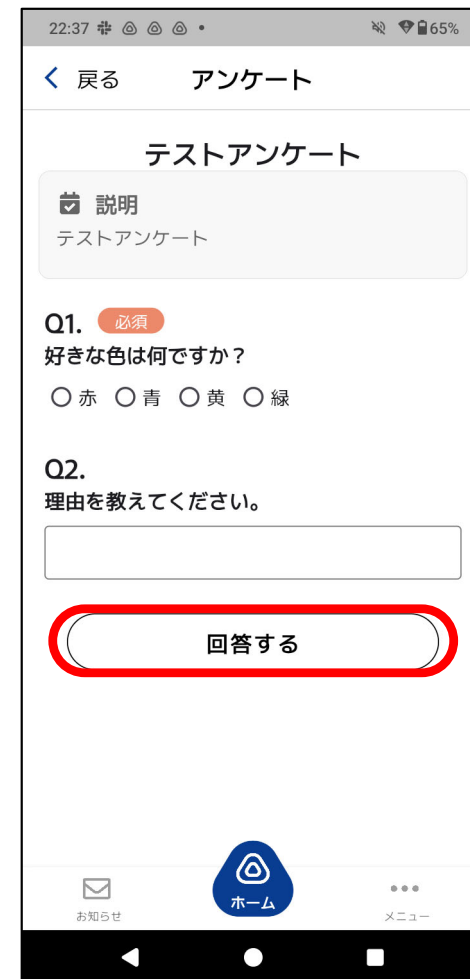 22:37 65%
戻る アンケート
テストアンケート
説明
テストアンケート
Q1. 必須
好きな色は何ですか？
赤 青 黄 緑
Q2.
理由を教えてください。
回答する
お知らせ ホーム メニュー